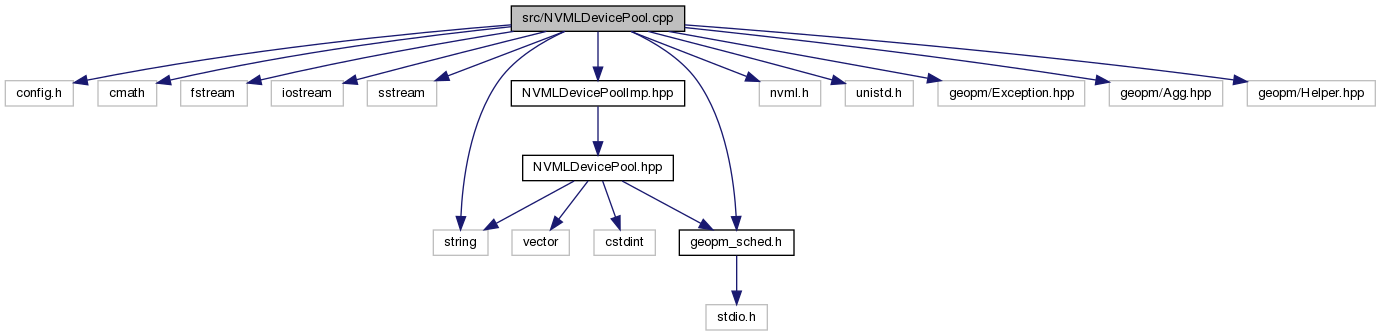 src/NVMLDevicePool.cpp
config.h
cmath
fstream
iostream
sstream
NVMLDevicePoolImp.hpp
nvml.h
unistd.h
geopm/Exception.hpp
geopm/Agg.hpp
geopm/Helper.hpp
NVMLDevicePool.hpp
string
vector
cstdint
geopm_sched.h
stdio.h